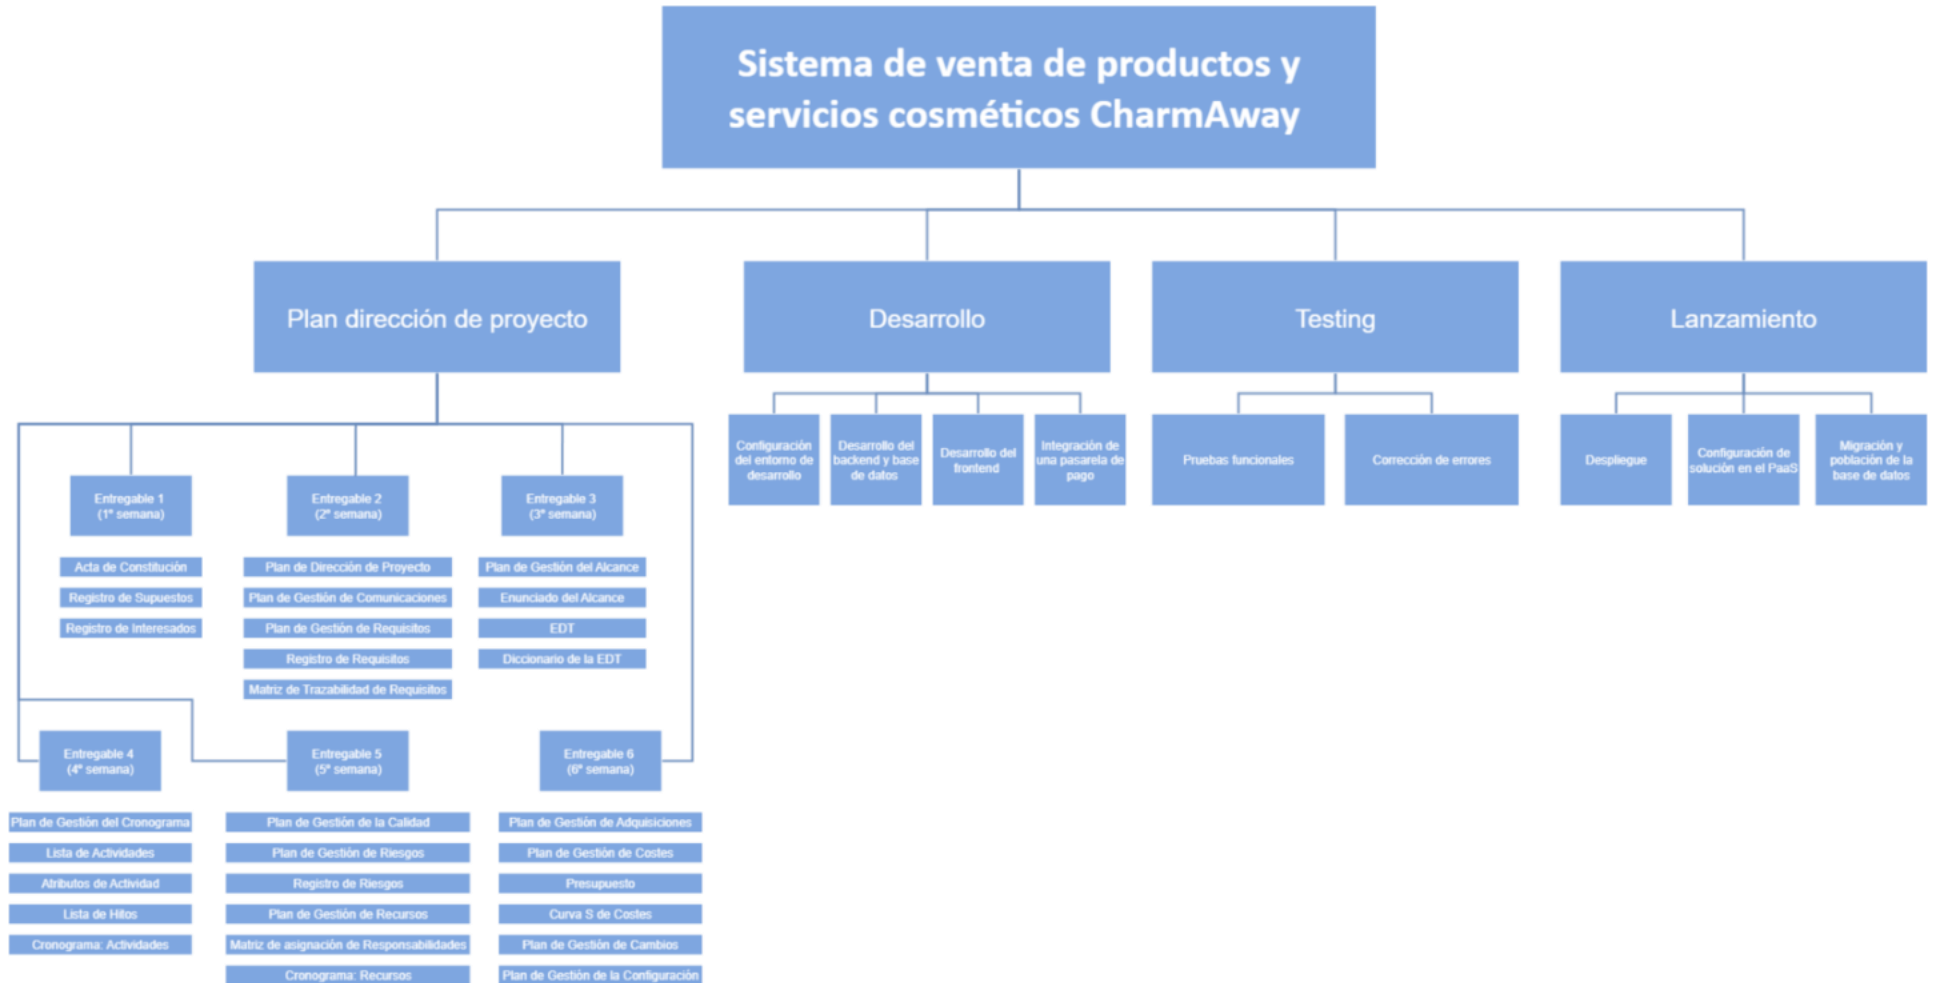 Sistema de venta de productos y
servicios cosméticos CharmAway
Plan dirección de proyecto
Desarrollo
Testing
Lanzamiento
Configuración
del entorno de
desarrollo
Desarrollo del
backend y base
de datos
Desarrollo del
frontend
Integración de
una pasarela de
pago
Pruebas funcionales
Corrección de errores
Despliegue
Configuración de
solución en el PaaS
Migración y
población de la
base de datos
Entregable 1
(1ª semana)
Acta de Constitución
Registro de Supuestos
Registro de Interesados
Entregable 2
(2ª semana)
Plan de Dirección de Proyecto
Plan de Gestión de Comunicaciones
Plan de Gestión de Requisitos
Registro de Requisitos
Matriz de Trazabilidad de Requisitos
Entregable 3
(3ª semana)
Plan de Gestión del Alcance
Enunciado del Alcance
EDT
Diccionario de la EDT
Entregable 4
(4ª semana)
Plan de Gestión del Cronograma
Lista de Actividades
Atributos de Actividad
Lista de Hitos
Cronograma: Actividades
Entregable 5
(5ª semana)
Plan de Gestión de la Calidad
Plan de Gestión de Riesgos
Registro de Riesgos
Plan de Gestión de Recursos
Matriz de asignación de Responsabilidades
Cronograma: Recursos
Entregable 6
(6ª semana)
Plan de Gestión de Adquisiciones
Plan de Gestión de Costes
Presupuesto
Curva S de Costes
Plan de Gestión de Cambios
Plan de Gestión de la Configuración